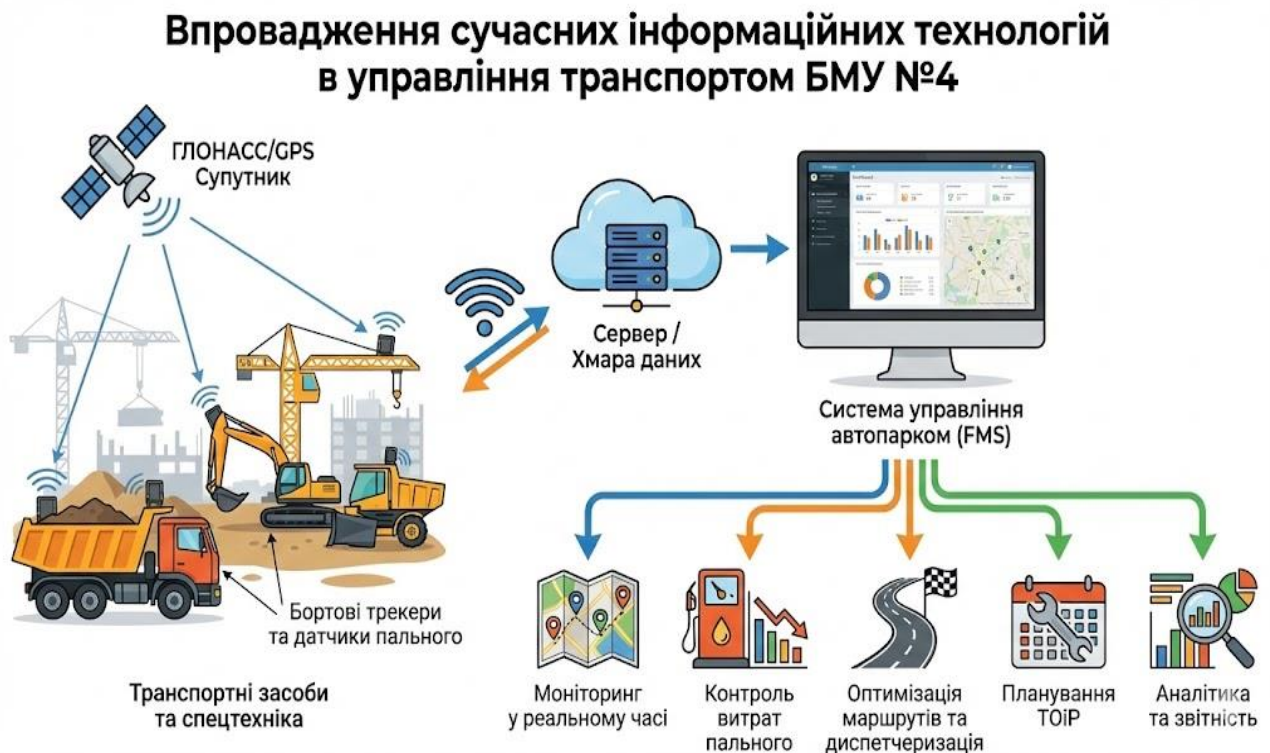 Впровадження сучасних інформаційних технологій
в управління транспортом БМУ №4
ГЛОНАСС/GPS
Супутник
Сервер /
Хмара даних
Система управління
автопарком (FMS)
Бортові трекери
та датчики пального
Транспортні засоби
та спецтехніка
Моніторинг
у реальному часі
Контроль
витрат
пального
Оптимізація
маршрутів та
диспетчеризація
Планування
ТОіР
Аналітика
та звітність